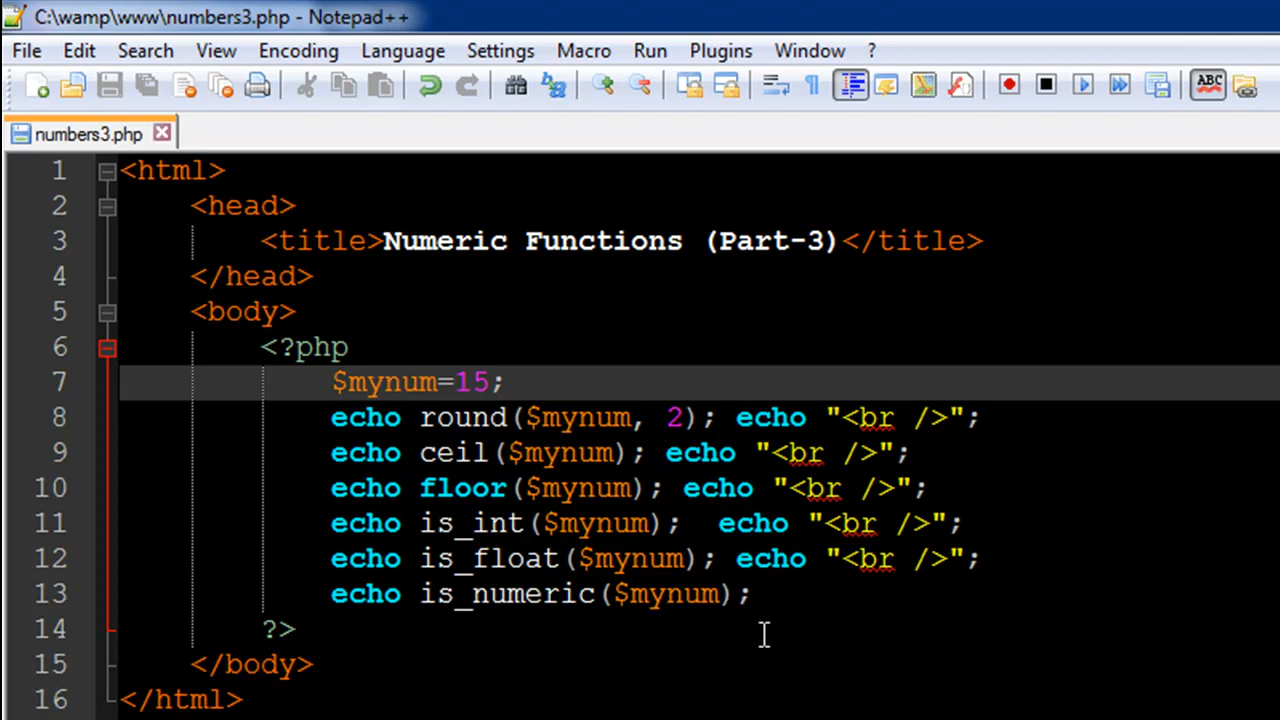 C:\wamp\www\numbers3.php - Notepad++
File Edit Search View Encoding Language Settings Macro Run Plugins Window ?
ABC
numbers3.php
1 <html>
2 <head>
3 <title>Numeric Functions (Part-3)</title>
4 </head>
5 <body>
6 <?php
7 $mynum=15;
8 echo round($mynum, 2); echo "<br />";
9 echo ceil($mynum); echo "<br />";
10 echo floor($mynum); echo "<br />";
11 echo is_int($mynum);  echo "<br />";
12 echo is_float($mynum); echo "<br />";
13 echo is_numeric($mynum);
14 ?>
15 </body>
16 </html>